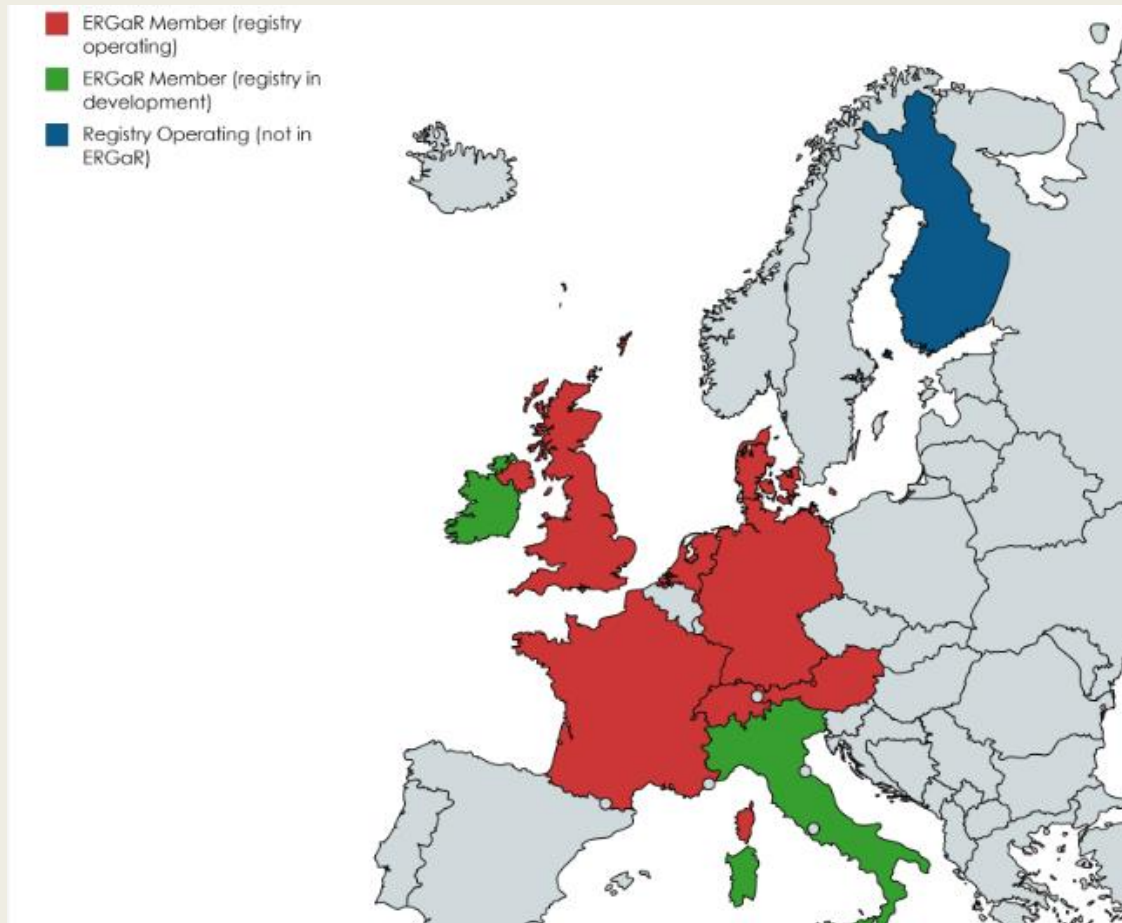 ERGaR Member (registry
operating)
ERGaR Member (registry in
development)
Registry Operating (not in
ERGaR)